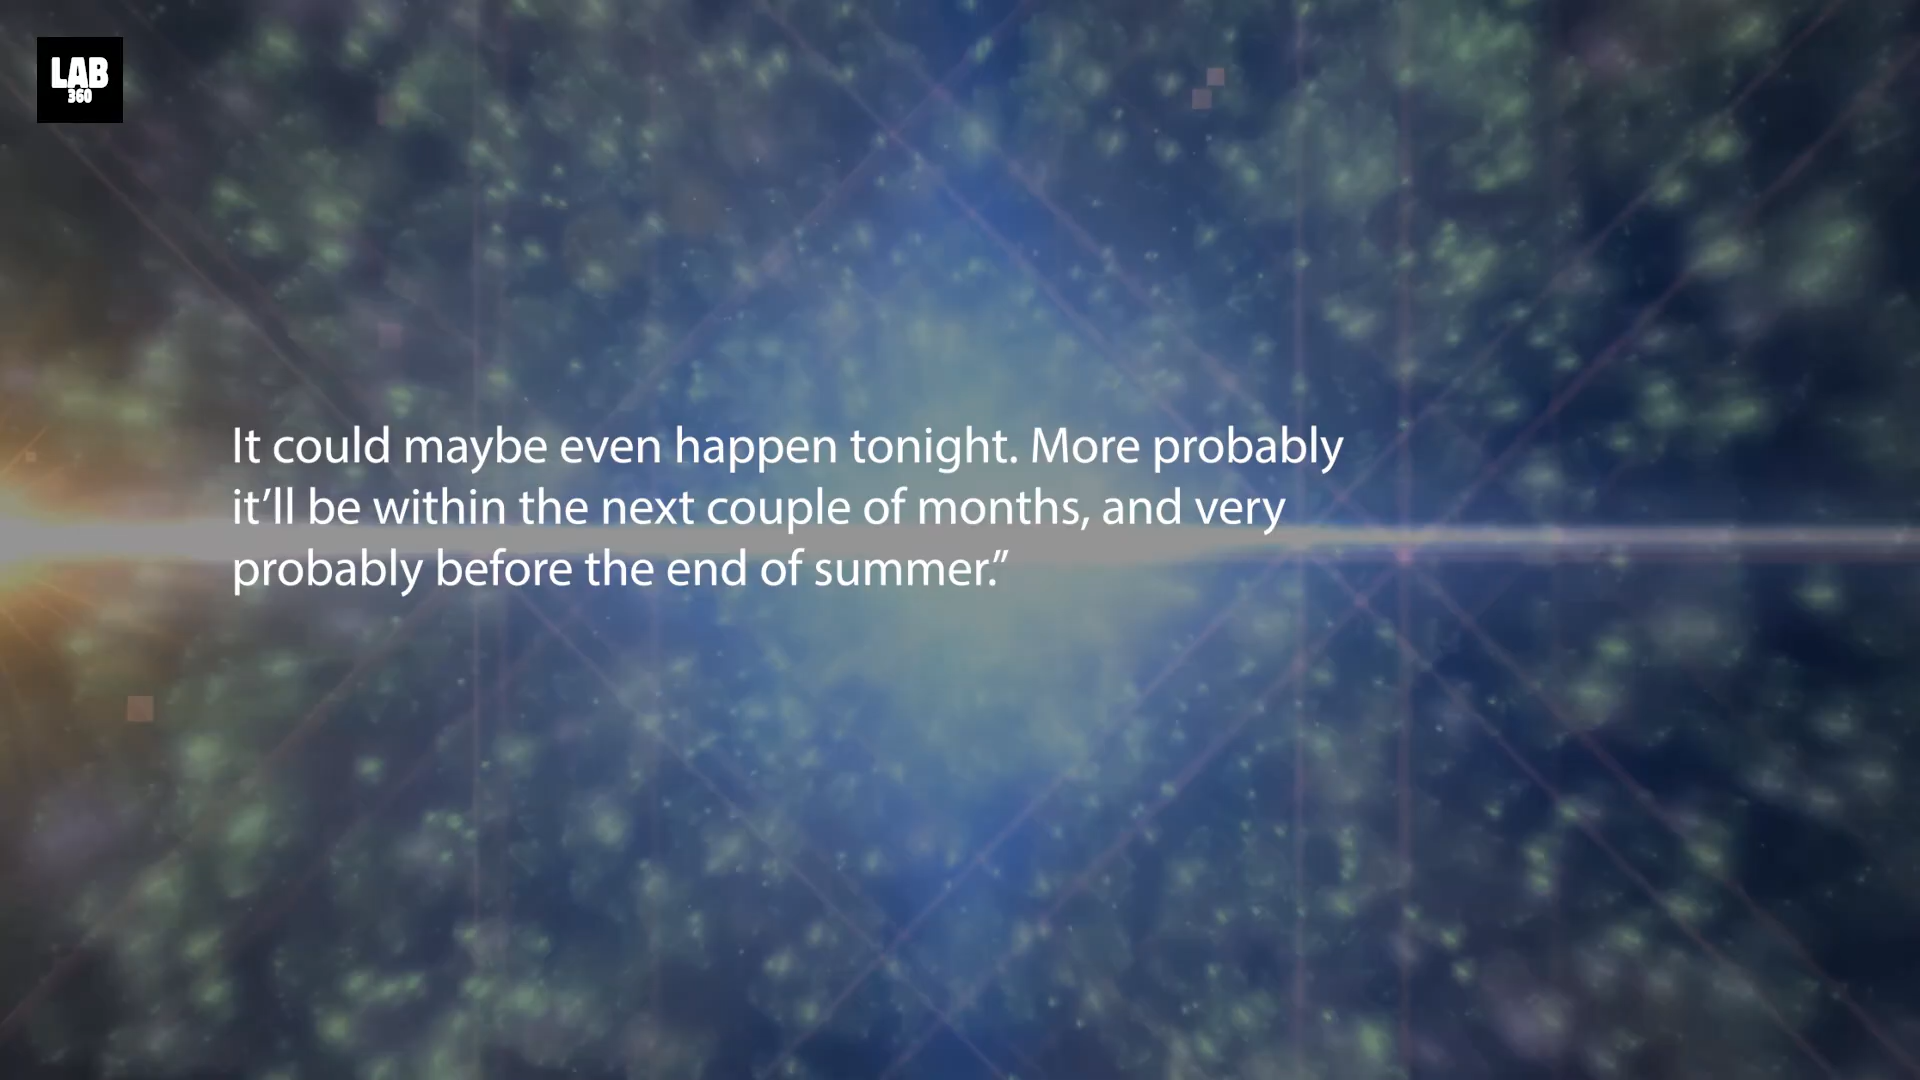 LAB
360
It could maybe even happen tonight. More probably
it’ll be within the next couple of months, and very
probably before the end of summer.”